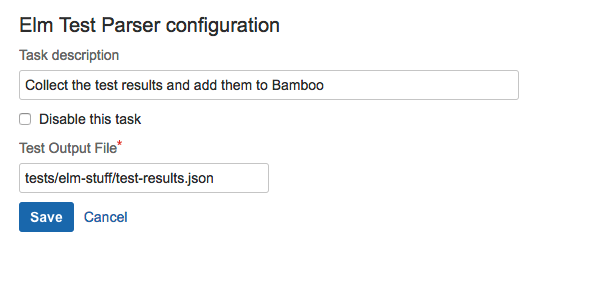 Elm Test Parser configuration
Task description
Collect the test results and add them to Bamboo
Disable this task
Test Output File*
tests/elm-stuff/test-results.json
Save Cancel